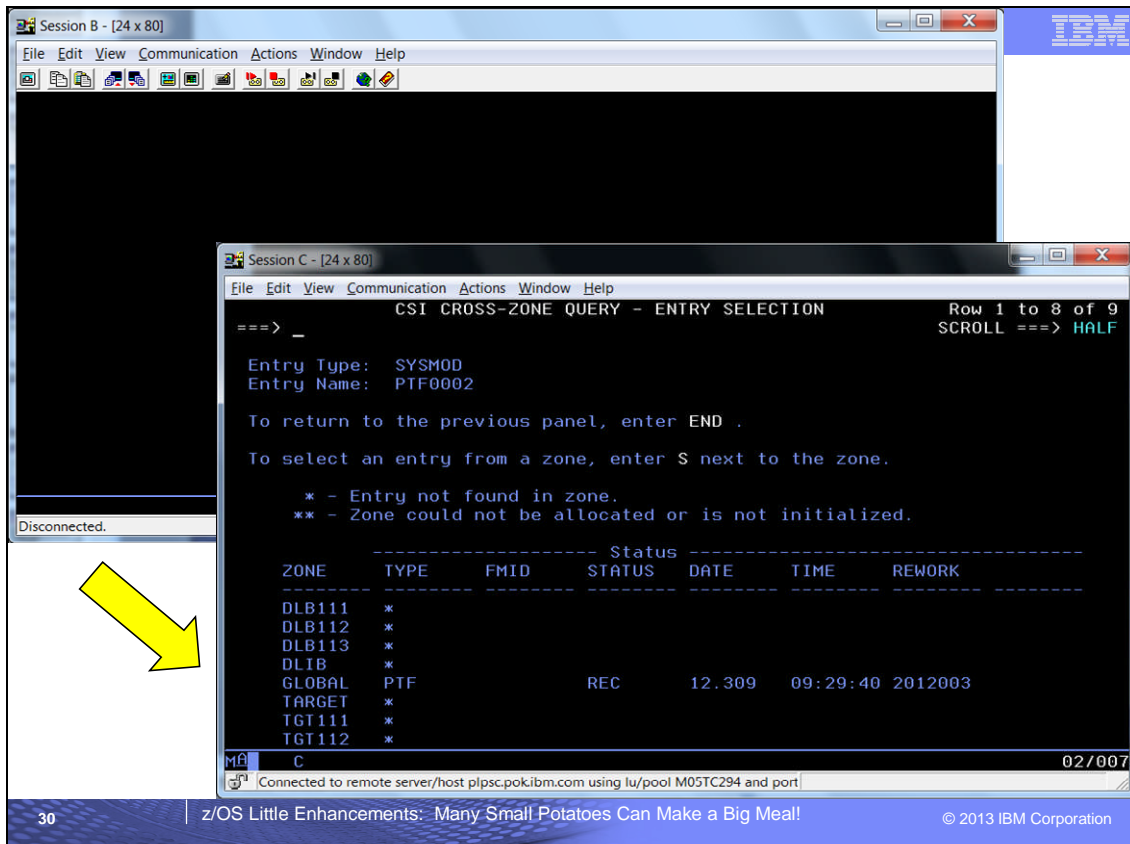 Session B - [24 x 80]
IBM
File Edit View Communication Actions Window Help
Session C - [24 x 80]
File Edit View Communication Actions Window Help
CSI CROSS-ZONE QUERY - ENTRY SELECTION Row 1 to 8 of 9
===> _ SCROLL ===> HALF
Entry Type: SYSMOD
Entry Name: PTF0002
To return to the previous panel, enter END .
To select an entry from a zone, enter S next to the zone.
* - Entry not found in zone.
** - Zone could not be allocated or is not initialized.
------------------- Status -----------------------------------
ZONE TYPE FMID STATUS DATE TIME REWORK
-------- -------- -------- -------- -------- -------- -------- --------
DLB111 *
DLB112 *
DLB113 *
DLIB *
GLOBAL PTF REC 12.309 09:29:40 2012003
TARGET *
TGT111 *
TGT112 *
MA C 02/007
Connected to remote server/host plpsc.pok.ibm.com using lu/pool M05TC294 and port
Disconnected.
30 z/OS Little Enhancements: Many Small Potatoes Can Make a Big Meal! © 2013 IBM Corporation